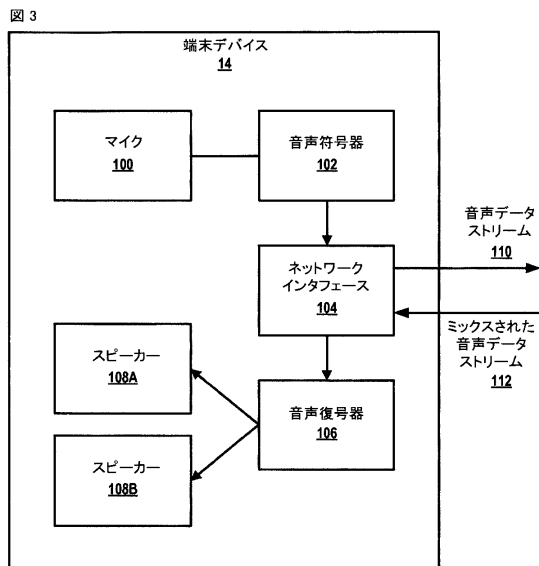 図 3
端末デバイス
14
マイク
100
音声符号器
102
音声データ
ストリーム
110
ネットワーク
インタフェース
104
ミックスされた
音声データ
ストリーム
112
スピーカー
108A
音声復号器
106
スピーカー
108B